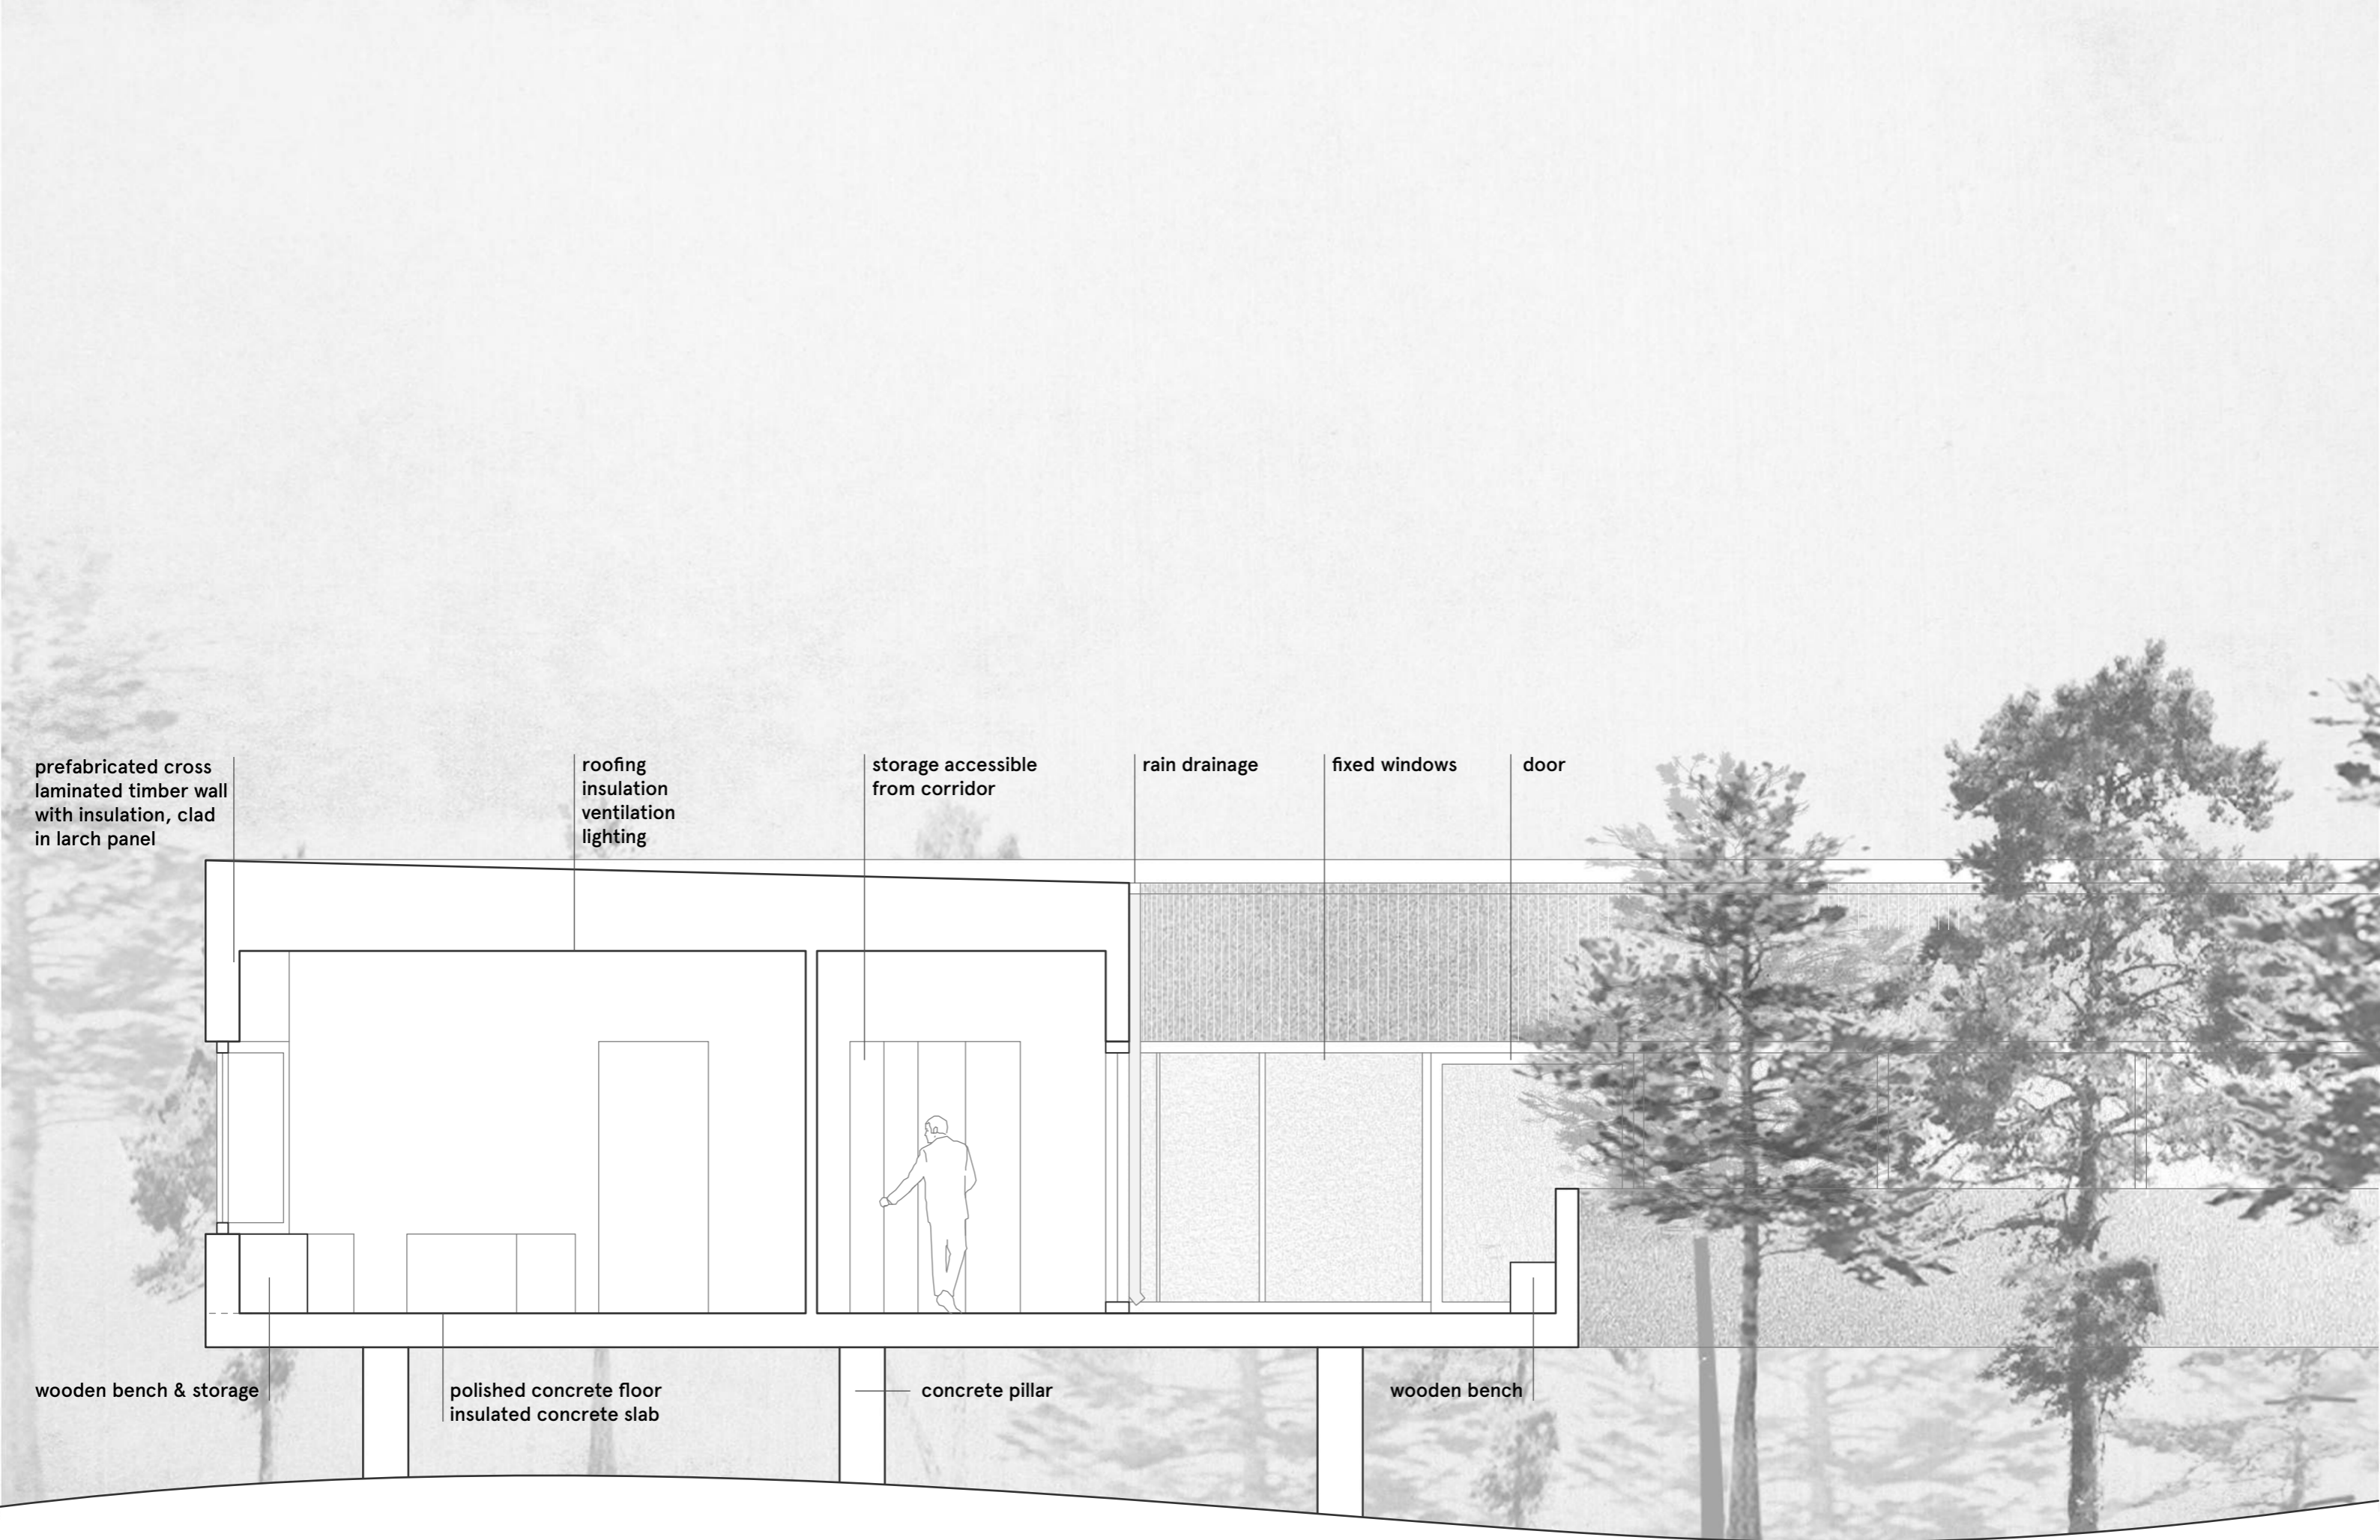 prefabricated cross
laminated timber wall
with insulation, clad
in larch panel
roofing
insulation
ventilation
lighting
storage accessible
from corridor
rain drainage
fixed windows
door
wooden bench & storage
polished concrete floor
insulated concrete slab
concrete pillar
wooden bench